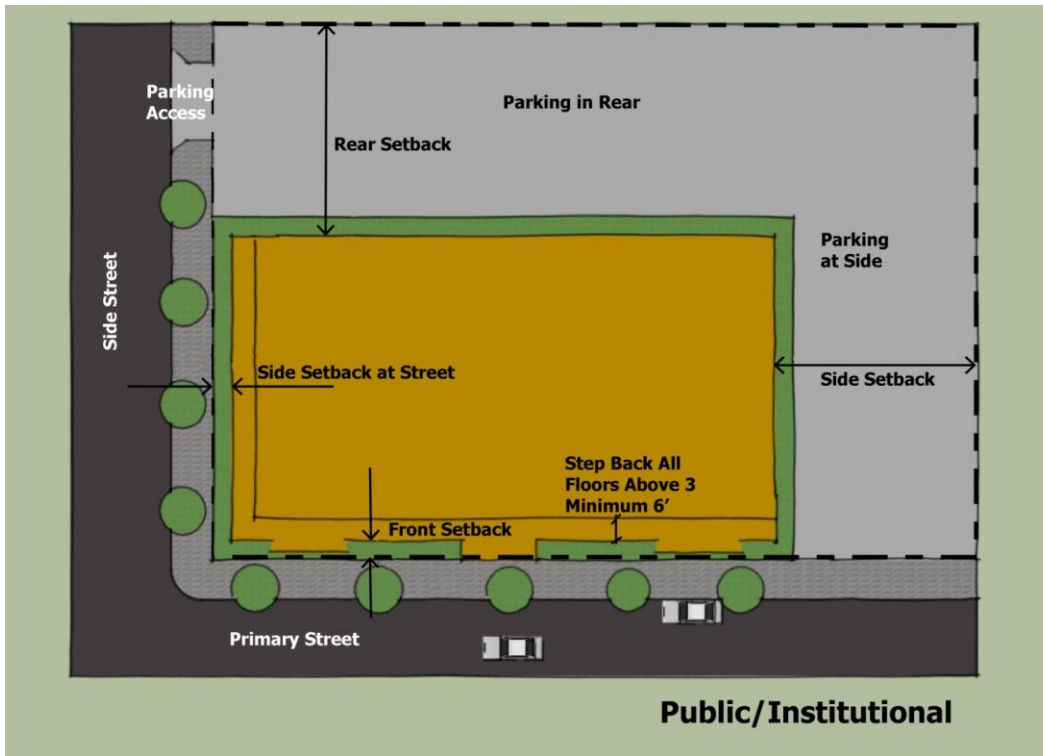 Parking
Access
Parking in Rear
Rear Setback
Parking
at Side
Side Street
Side Setback at Street
Side Setback
Step Back All
Floors Above 3
Minimum 6’
Front Setback
Primary Street
Public/Institutional